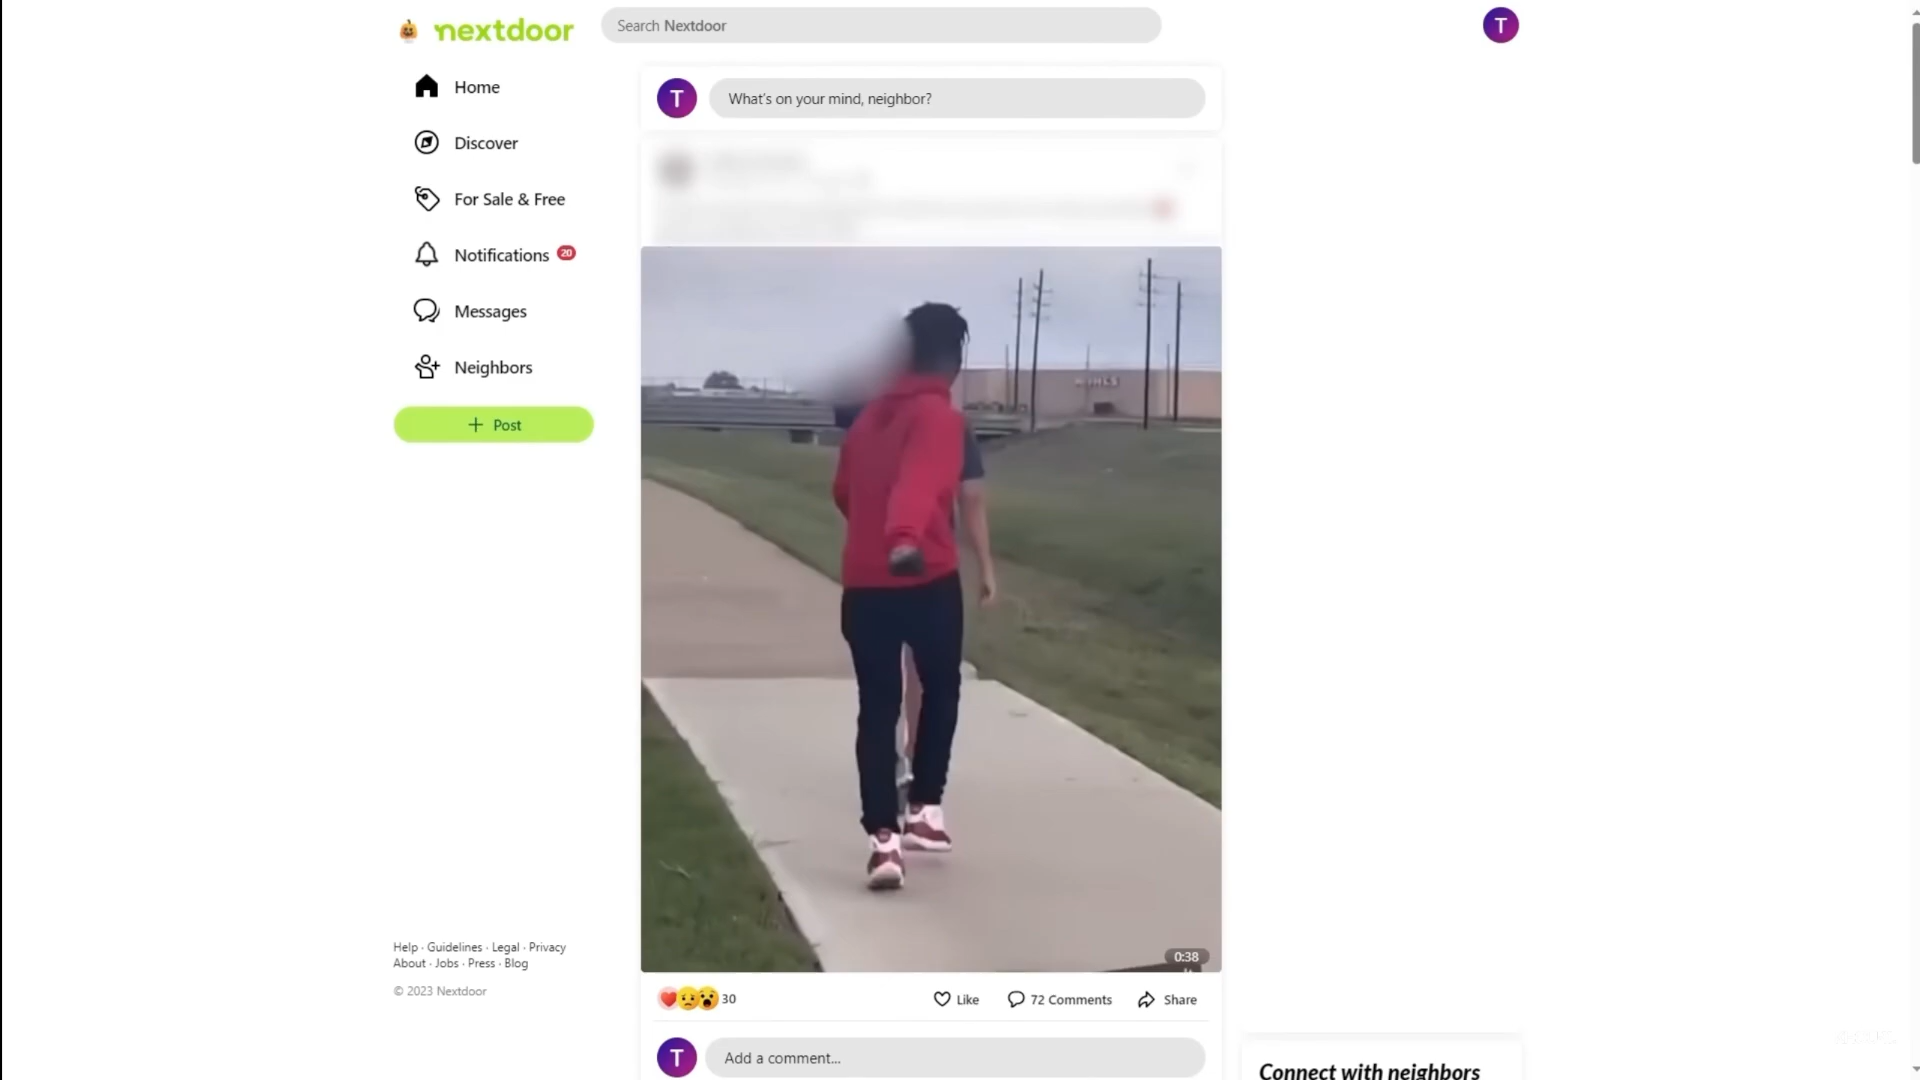 nextdoor
Search Nextdoor
T
Home
Discover
For Sale & Free
Notifications 20
Messages
Neighbors
+ Post
T
What's on your mind, neighbor?
KOHL'S
0:38
30
Like
72 Comments
Share
T
Add a comment...
Help · Guidelines · Legal · Privacy
About · Jobs · Press · Blog
© 2023 Nextdoor
Connect with neighbors